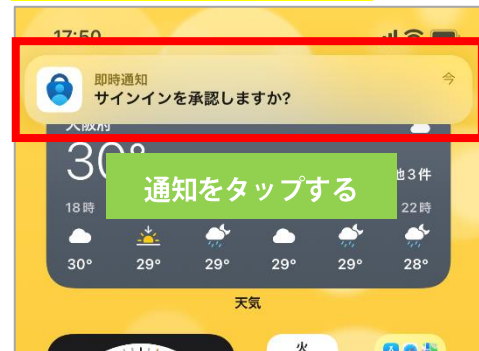 17:50
即時通知
今
サインインを承認しますか?
大阪府
通知をタップする
他3件
18時
22時
30° 29° 29° 29° 29° 28°
天気
火